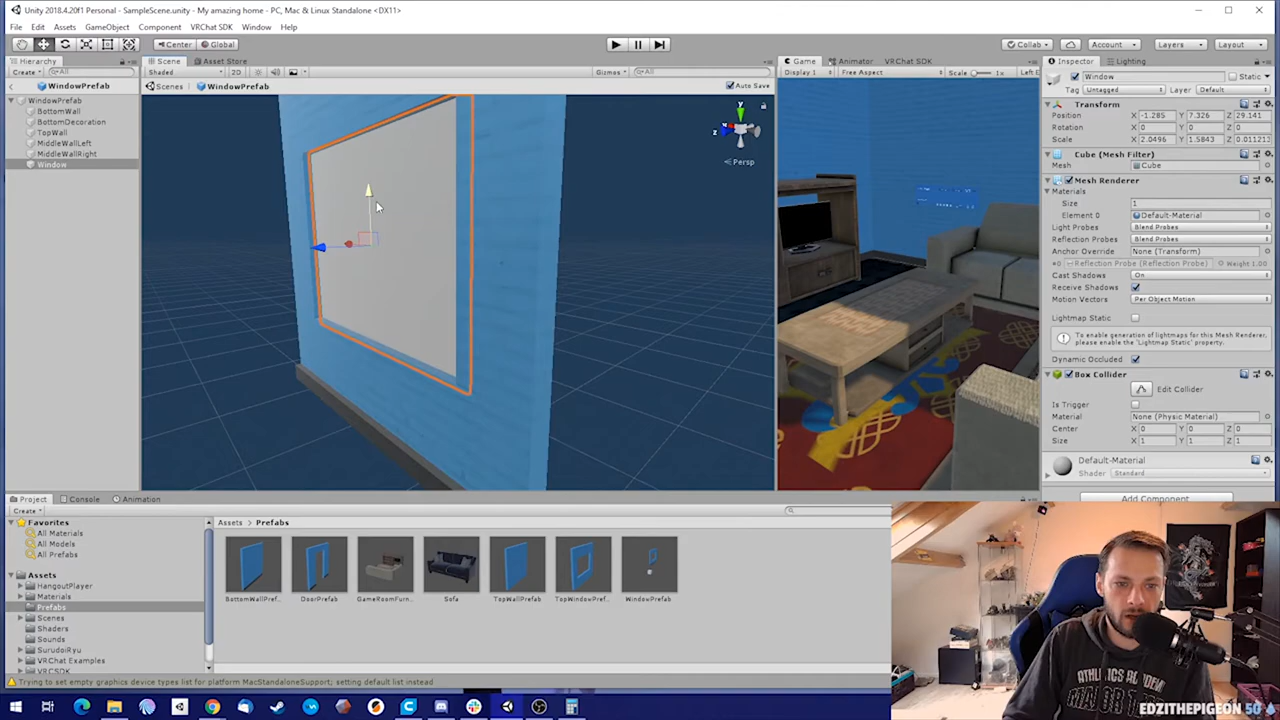 Unity 2018.4.20f1 Personal - SampleScene.unity - My amazing home - PC, Mac & Linux Standalone <DX11>
File Edit Assets GameObject Component VRChat SDK Window Help
Center Global
Collab Account Layers Layout
Hierarchy
Create All
WindowPrefab
WindowPrefab
BottomWall
BottomDecoration
TopWall
MiddleWallLeft
MiddleWallRight
Window
Scene Asset Store
Shaded 2D Gizmos All
Scenes WindowPrefab Auto Save
y
z
Persp
Game Animator VRChat SDK
Display 1 Free Aspect Scale 1x Left E
Inspector Lighting
Window Static
Tag Untagged Layer Default
Transform
Position X -1.285 Y 7.326 Z 29.141
Rotation X 0 Y 0 Z 0
Scale X 2.0496 Y 1.5843 Z 0.011213
Cube (Mesh Filter)
Mesh Cube
Mesh Renderer
Materials
Size 1
Element 0 Default-Material
Light Probes Blend Probes
Reflection Probes Blend Probes
Anchor Override None (Transform)
#0 Reflection Probe (Reflection Probe) Weight 1.00
Cast Shadows On
Receive Shadows
Motion Vectors Per Object Motion
Lightmap Static
To enable generation of lightmaps for this Mesh Renderer, please enable the 'Lightmap Static' property.
Dynamic Occluded
Box Collider
Edit Collider
Is Trigger
Material None (Physic Material)
Center X 0 Y 0 Z 0
Size X 1 Y 1 Z 1
Default-Material
Shader Standard
Add Component
Project Console Animation
Create
Favorites
All Materials
All Models
All Prefabs
Assets
HangoutPlayer
Materials
Prefabs
Scenes
Shaders
Sounds
SurudoiRyu
VRChat Examples
VRCSDK
Assets > Prefabs
BottomWallPref... DoorPrefab GameRoomFurn... Sofa TopWallPrefab TopWindowPref... WindowPrefab
Trying to set empty graphics device types list for platform MacStandaloneSupport; setting default list instead
ATHLETICS
EDZITHEPIGEON 50